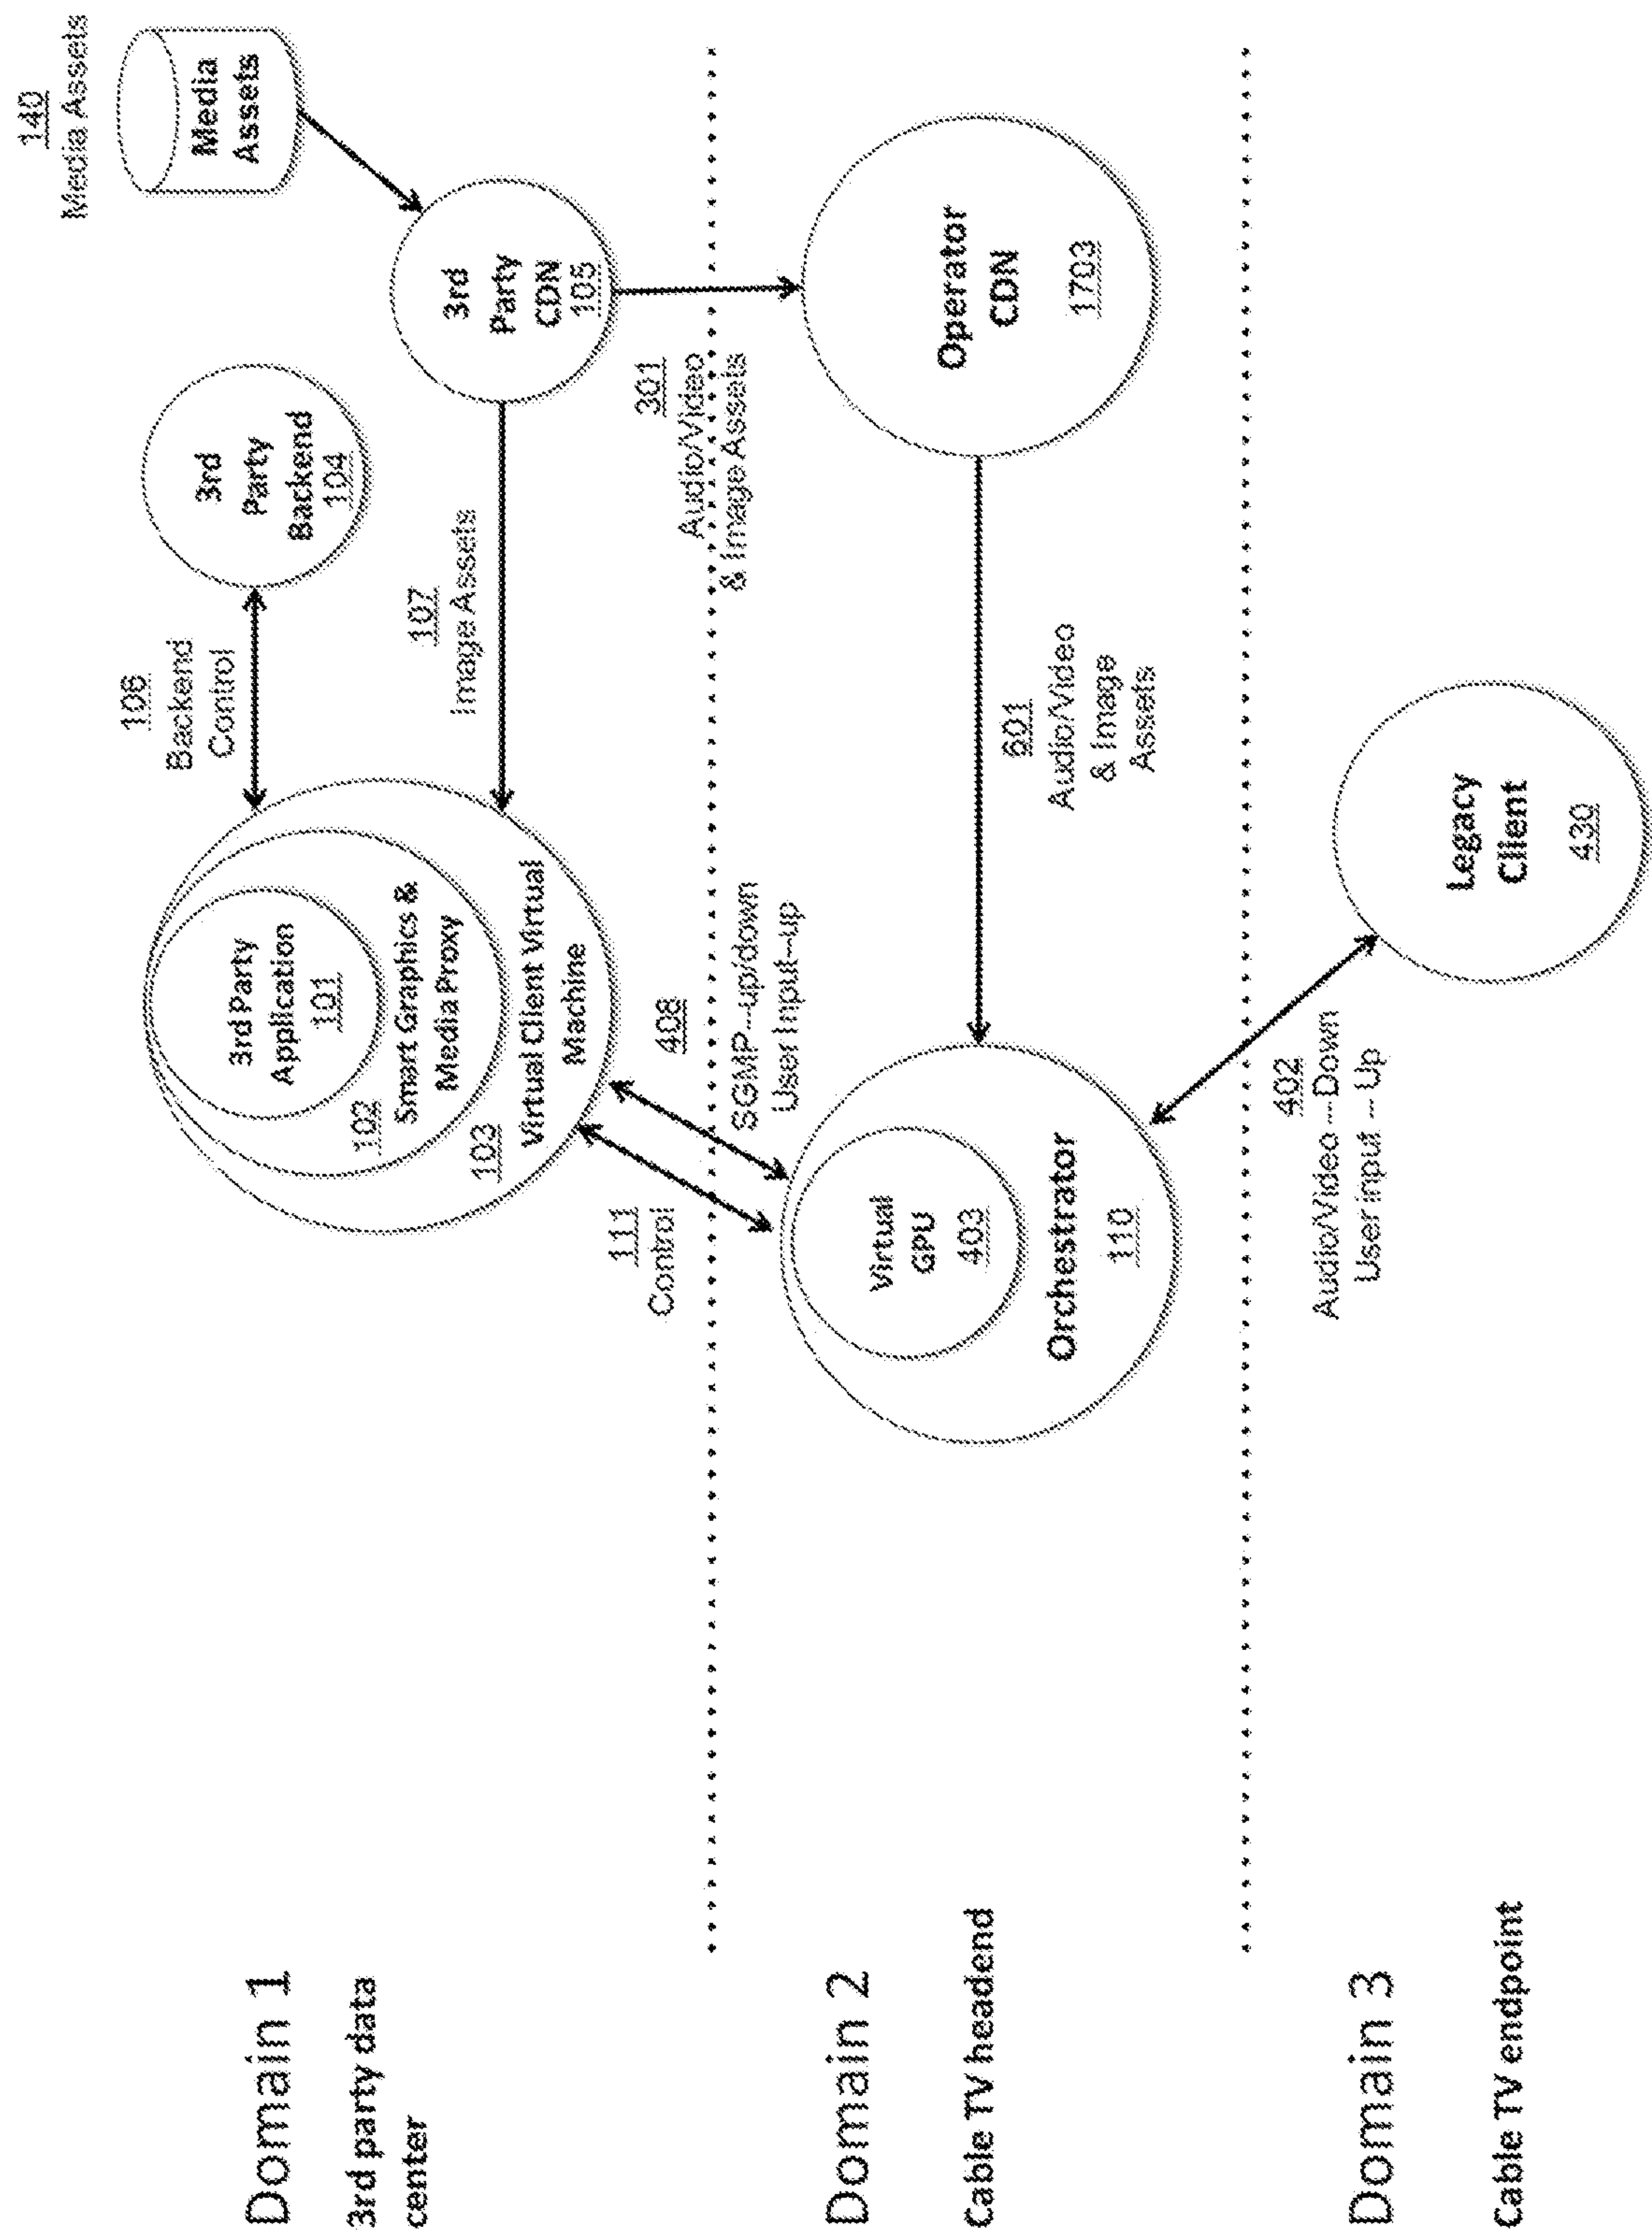 Domain 1
3rd party data
center
3rd Party
Application
101
102
Smart Graphics &
Media Proxy
103
Virtual Client Virtual
Machine
106
Backend
Control
3rd
Party
Backend
104
107
Image Assets
3rd
Party
CDN
105
140
Media Assets
Media
Assets
111
Control
408
SGMP--up/down
User Input--up
301
Audio/Video
& Image Assets
Domain 2
Cable TV headend
Virtual
GPU
403
Orchestrator
110
601
Audio/Video
& Image
Assets
Operator
CDN
1703
Domain 3
Cable TV endpoint
402
Audio/Video --Down
User input -- Up
Legacy
Client
430